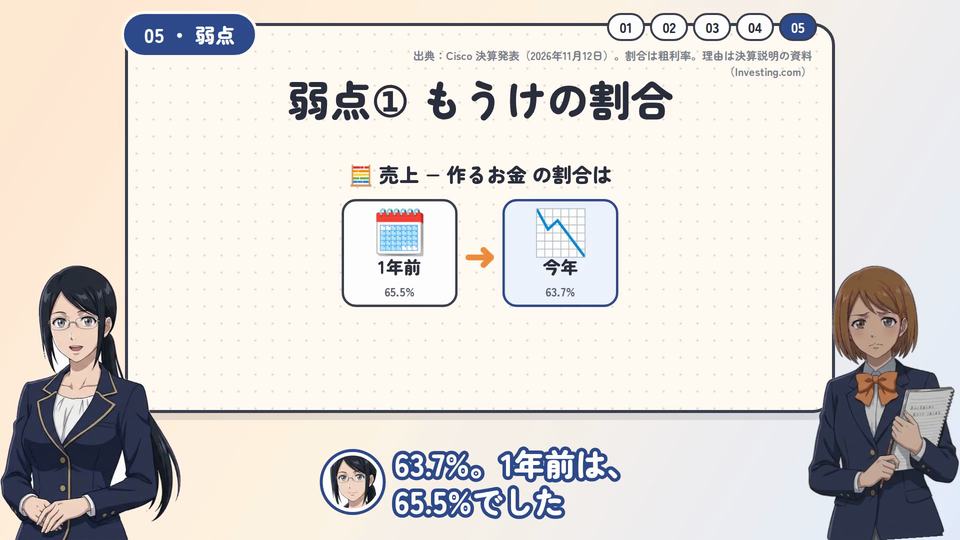 05 ・ 弱点
01 02 03 04 05
出典：Cisco 決算発表（2026年11月12日）。割合は粗利率。理由は決算説明の資料
（Investing.com）
弱点① もうけの割合
売上 − 作るお金 の割合は
1年前
65.5%
今年
63.7%
63.7%。1年前は、
65.5%でした